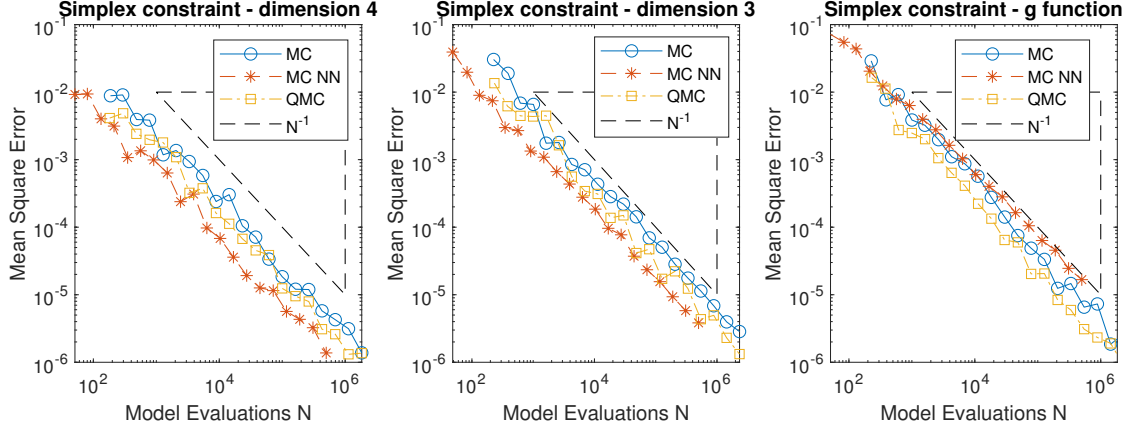 Simplex constraint - dimension 4
Mean Square Error
10^-1
10^-2
10^-3
10^-4
10^-5
10^-6
MC
MC NN
QMC
N^-1
10^2
10^4
10^6
Model Evaluations N
Simplex constraint - dimension 3
Mean Square Error
10^-1
10^-2
10^-3
10^-4
10^-5
10^-6
MC
MC NN
QMC
N^-1
10^2
10^4
10^6
Model Evaluations N
Simplex constraint - g function
Mean Square Error
10^-1
10^-2
10^-3
10^-4
10^-5
10^-6
MC
MC NN
QMC
N^-1
10^2
10^4
10^6
Model Evaluations N